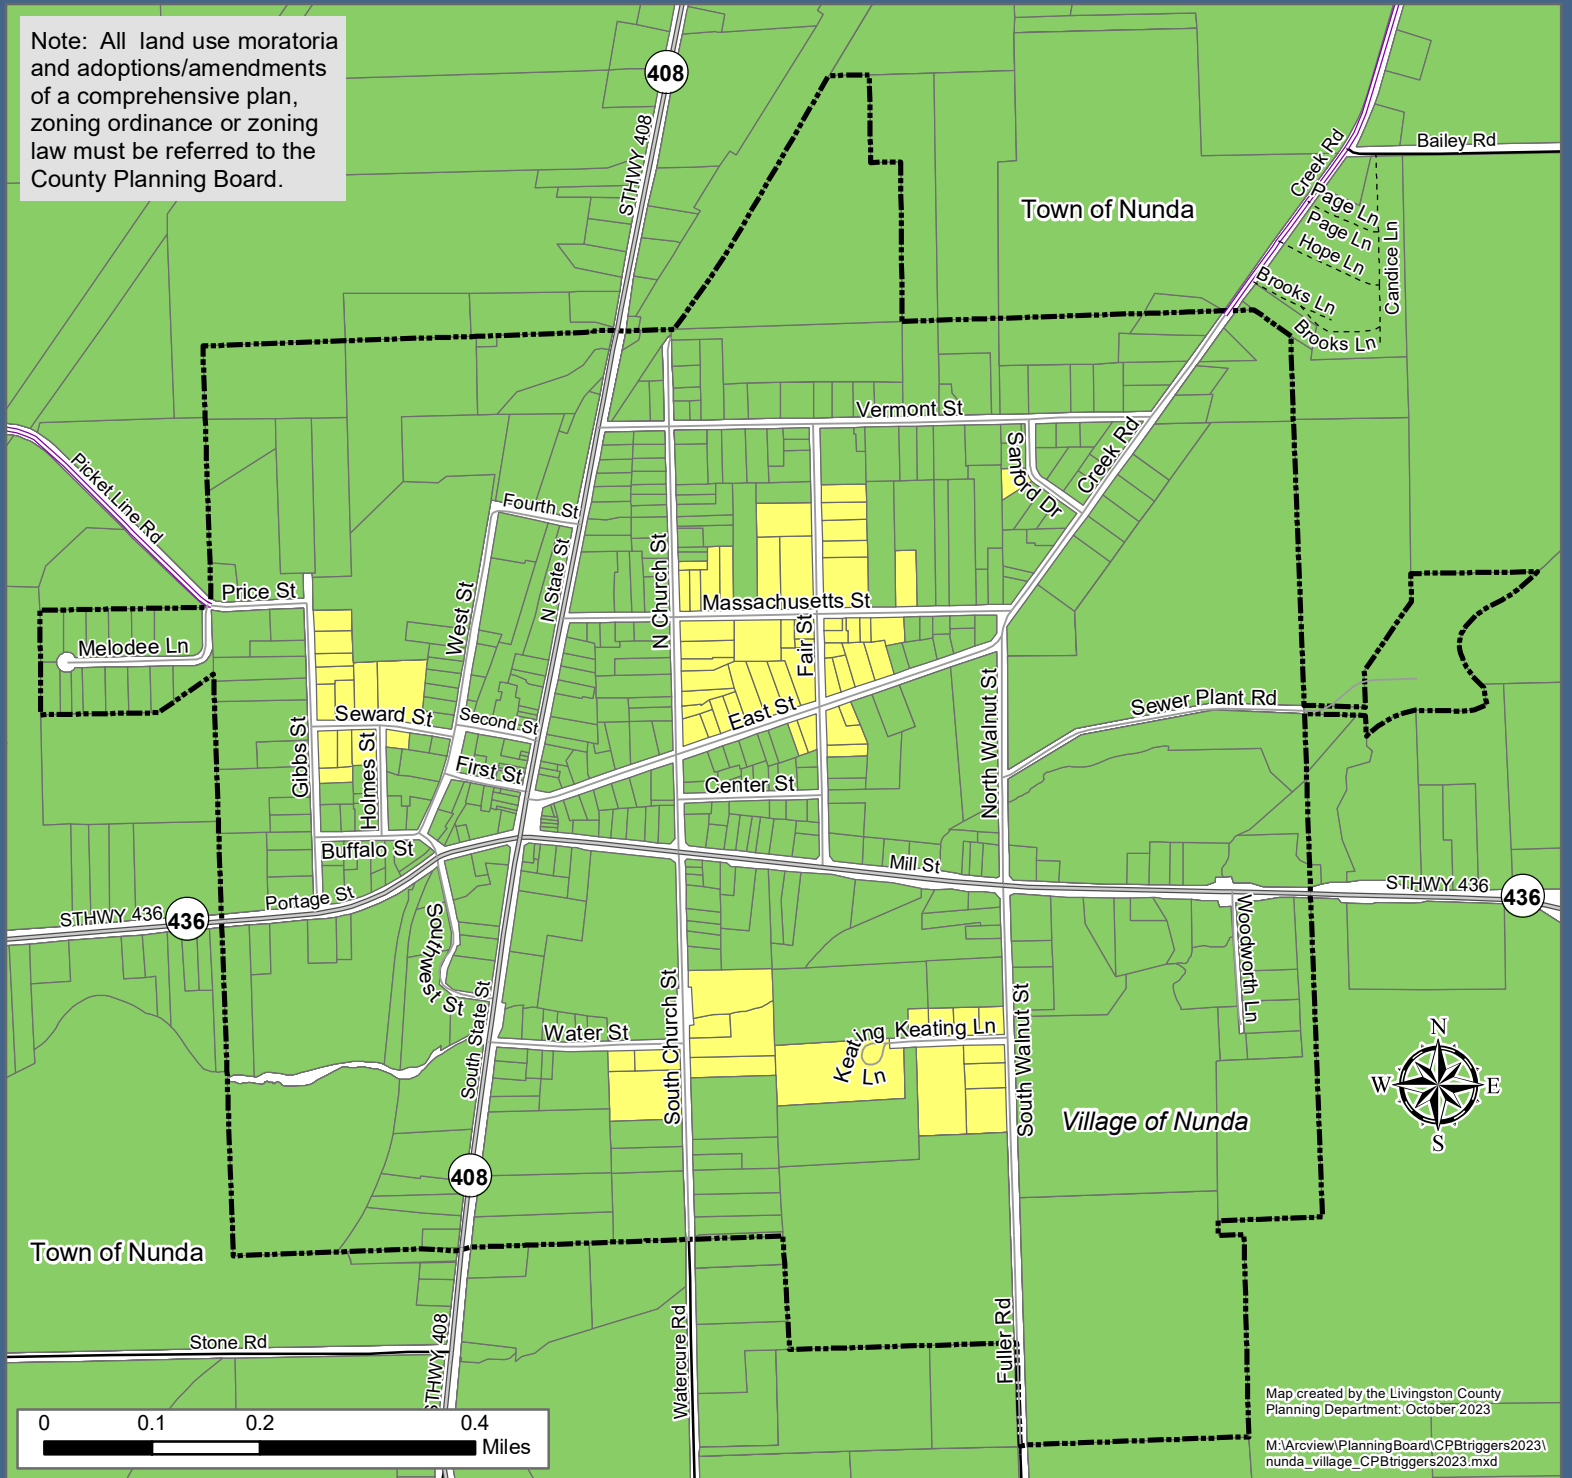 Note:  All  land use moratoria
and adoptions/amendments
of a comprehensive plan,
zoning ordinance or zoning
law must be referred to the
County Planning Board.
408
STHWY 408
Town of Nunda
Creek Rd
Bailey Rd
Page Ln
Page Ln
Hope Ln
Candice Ln
Brooks Ln
Brooks Ln
Vermont St
Sanford Dr
Creek Rd
Picket Line Rd
Fourth St
N State St
N Church St
West St
Price St
Massachusetts St
Fair St
Melodee Ln
North Walnut St
Sewer Plant Rd
Seward St
Second St
East St
Gibbs St
Holmes St
First St
Center St
Buffalo St
Mill St
STHWY 436
436
Portage St
STHWY 436
436
Southwest St
Woodworth Ln
South State St
Water St
South Church St
Keating
Ln
Keating Ln
South Walnut St
N
W
E
S
Village of Nunda
408
Town of Nunda
Stone Rd
STHWY 408
Watercure Rd
Fuller Rd
Map created by the Livingston County
Planning Department: October 2023
M:\Arcview\PlanningBoard\CPBtriggers2023\
nunda_village_CPBtriggers2023.mxd
0 0.1 0.2 0.4
Miles